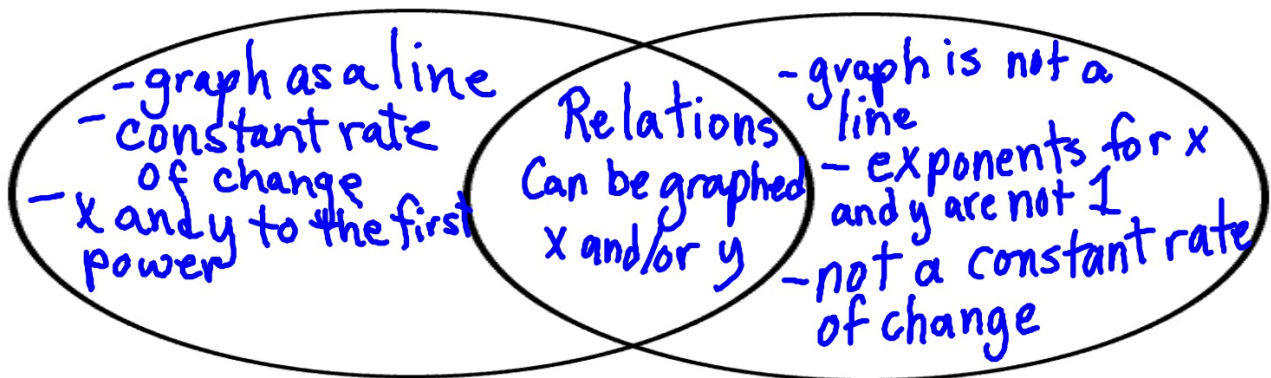 - graph as a line
- constant rate
of change
- x and y to the first
power
Relations
Can be graphed
x and/or y
- graph is not a
line
- exponents for x
and y are not 1
- not a constant rate
of change